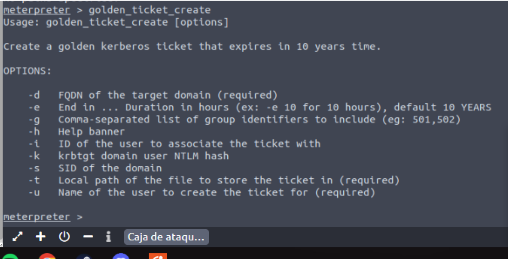 meterpreter > golden_ticket_create
Usage: golden_ticket_create [options]
Create a golden kerberos ticket that expires in 10 years time.
OPTIONS:
-d   FQDN of the target domain (required)
-e   End in ... Duration in hours (ex: -e 10 for 10 hours), default 10 YEARS
-g   Comma-separated list of group identifiers to include (eg: 501,502)
-h   Help banner
-i   ID of the user to associate the ticket with
-k   krbtgt domain user NTLM hash
-s   SID of the domain
-t   Local path of the file to store the ticket in (required)
-u   Name of the user to create the ticket for (required)
meterpreter >
Caja de ataqu...